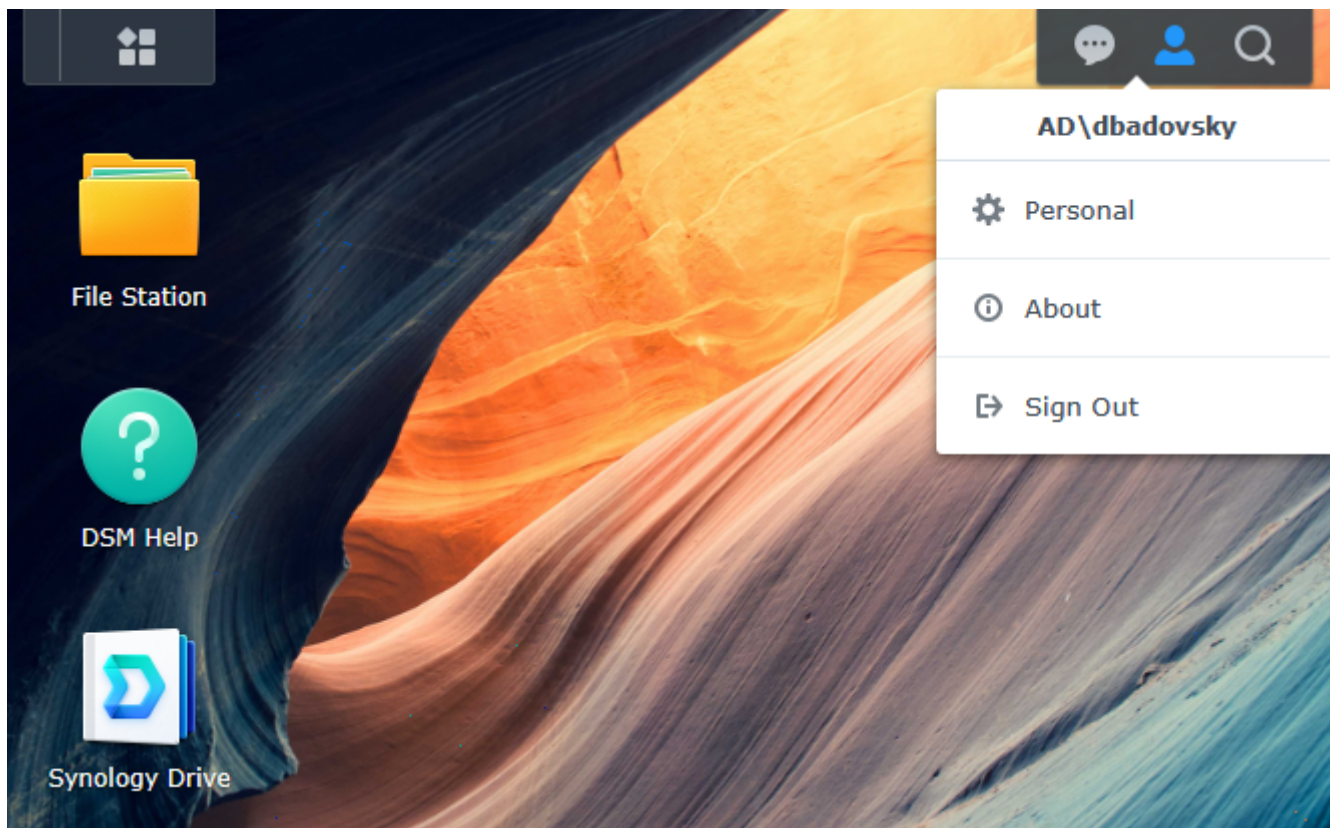 AD\dbadovsky
File Station
Personal
About
Sign Out
DSM Help
Synology Drive